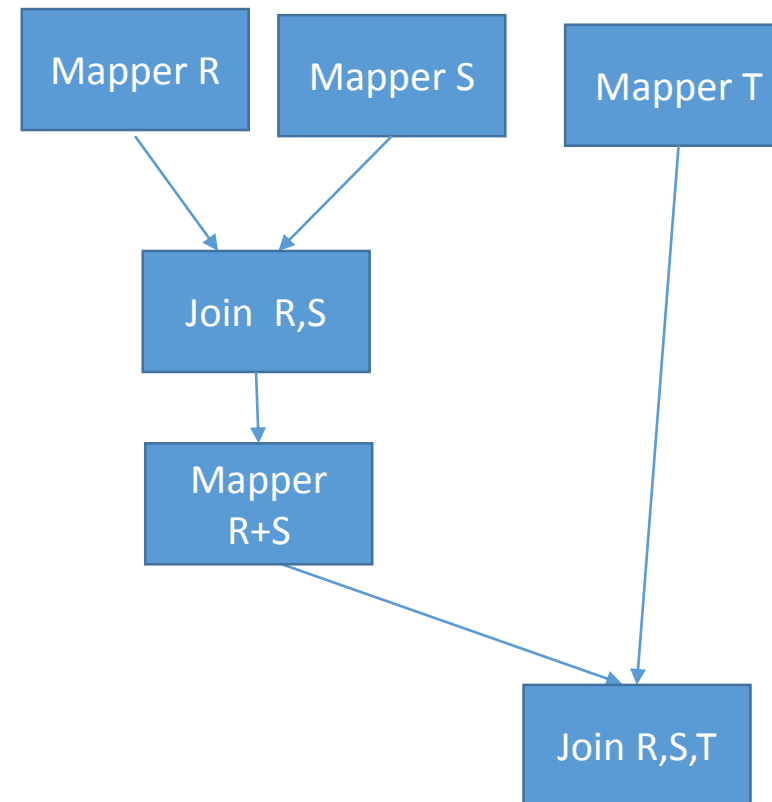 Mapper R
Mapper S
Mapper T
Join R,S
Mapper
R+S
Join R,S,T